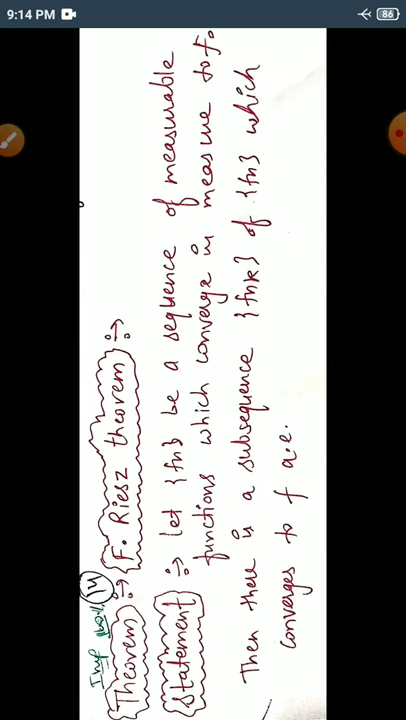 9:14 PM
86
Imp
14
Theorem :→ F. Riesz theorem :→
Statement :→ let {fn} be a sequence of measurable
functions which converge in measure to f.
Then there is a subsequence {fnk} of {fn} which
converges to f a.e.